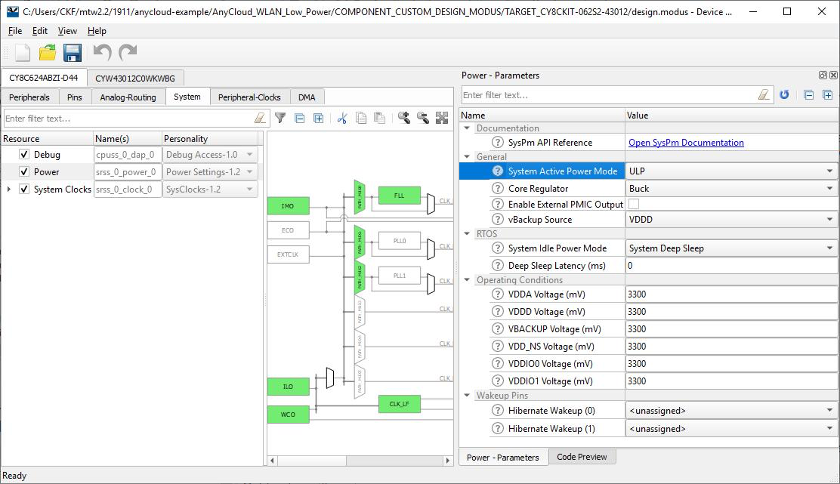 C:/Users/CKF/mtw2.2/1911/anycloud-example/AnyCloud_WLAN_Low_Power/COMPONENT_CUSTOM_DESIGN_MODUS/TARGET_CY8CKIT-062S2-43012/design.modus - Device ...
File Edit View Help
CY8C624ABZI-D44 CYW43012C0WKWBG
Peripherals Pins Analog-Routing System Peripheral-Clocks DMA
Enter filter text...
Resource Name(s) Personality
Debug cpuss_0_dap_0 Debug Access-1.0
Power srss_0_power_0 Power Settings-1.2
System Clocks srss_0_clock_0 SysClocks-1.2
IMO
ECO
EXTCLK
ILO
WCO
FLL
PLL0
PLL1
CLK_LF
CLK_
CLK_
CLK_
CLK_
CLK_
CLK_
Power - Parameters
Enter filter text...
Name Value
Documentation
SysPm API Reference Open SysPm Documentation
General
System Active Power Mode ULP
Core Regulator Buck
Enable External PMIC Output
vBackup Source VDDD
RTOS
System Idle Power Mode System Deep Sleep
Deep Sleep Latency (ms) 0
Operating Conditions
VDDA Voltage (mV) 3300
VDDD Voltage (mV) 3300
VBACKUP Voltage (mV) 3300
VDD_NS Voltage (mV) 3300
VDDIO0 Voltage (mV) 3300
VDDIO1 Voltage (mV) 3300
Wakeup Pins
Hibernate Wakeup (0) <unassigned>
Hibernate Wakeup (1) <unassigned>
Power - Parameters Code Preview
Ready